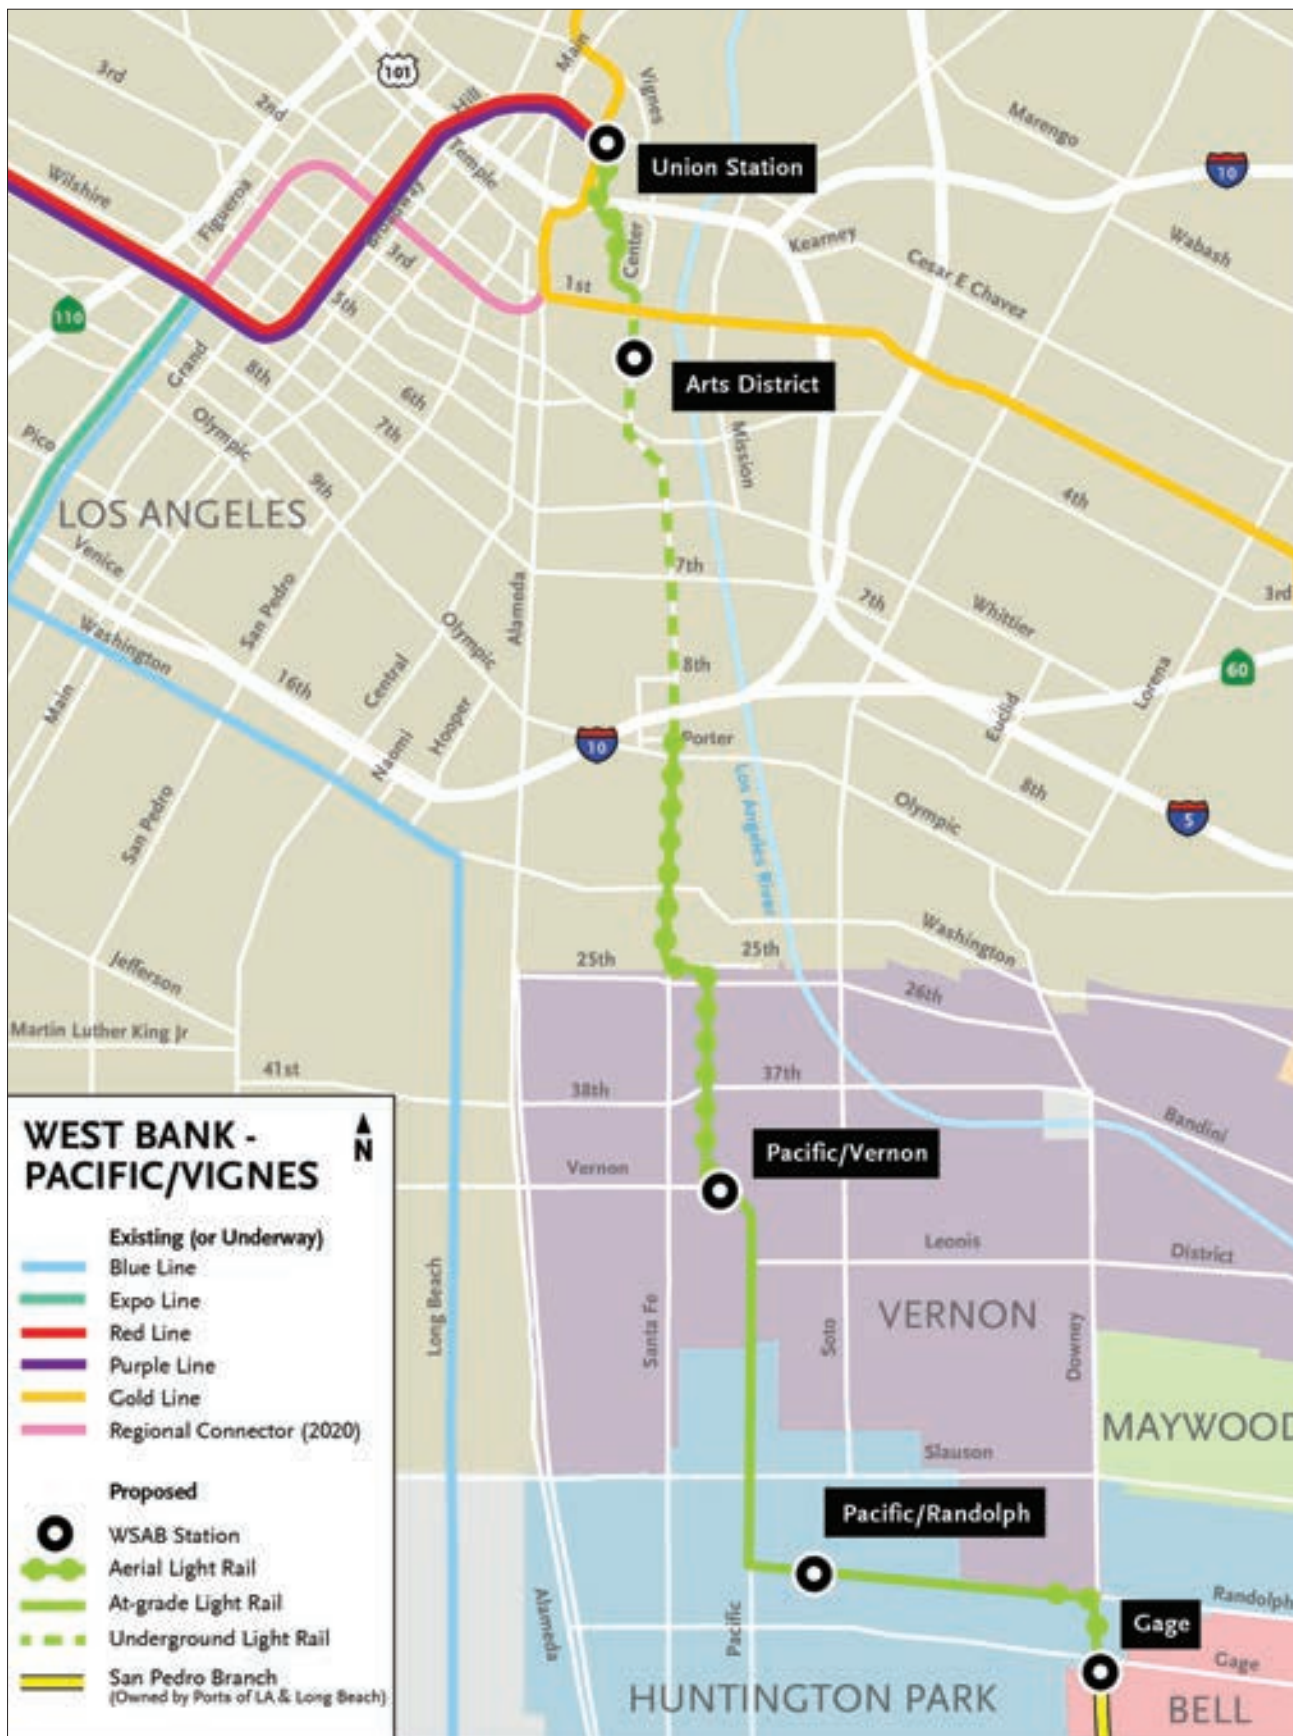 3rd
2nd
101
Hill
Main
Vignes
Marengo
10
Wabash
Union Station
Wilshire
Figueroa
Temple
Broadway
3rd
Center
Kearney
Cesar E Chavez
1st
5th
110
Grand
8th
6th
7th
Olympic
9th
Pico
Arts District
Mission
4th
3rd
LOS ANGELES
Venice
San Pedro
Alameda
Olympic
7th
7th
Whittier
Washington
16th
Central
Hooper
Naomi
Main
San Pedro
8th
Porter
10
Euclid
Lorena
60
8th
Olympic
5
Los Angeles River
Washington
Jefferson
25th
25th
26th
Martin Luther King Jr
41st
38th
37th
Bandini
Vernon
Pacific/Vernon
Leonis
District
Long Beach
Santa Fe
Soto
VERNON
Downey
MAYWOOD
Slauson
Pacific/Randolph
Randolph
Gage
Gage
Alameda
Pacific
HUNTINGTON PARK
BELL
WEST BANK -
PACIFIC/VIGNES
N
Existing (or Underway)
Blue Line
Expo Line
Red Line
Purple Line
Gold Line
Regional Connector (2020)
Proposed
WSAB Station
Aerial Light Rail
At-grade Light Rail
Underground Light Rail
San Pedro Branch
(Owned by Ports of LA & Long Beach)